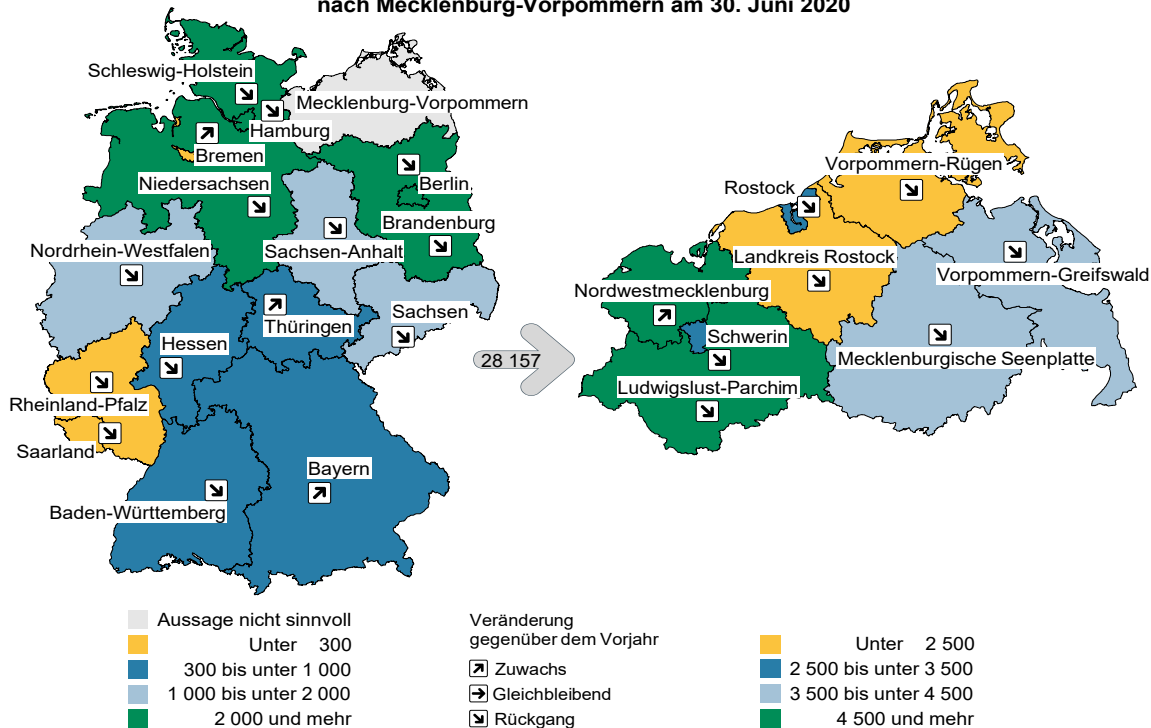 nach Mecklenburg-Vorpommern am 30. Juni 2020
Schleswig-Holstein
Mecklenburg-Vorpommern
Hamburg
Bremen
Niedersachsen
Berlin
Brandenburg
Nordrhein-Westfalen
Sachsen-Anhalt
Sachsen
Thüringen
Hessen
Rheinland-Pfalz
Saarland
Bayern
Baden-Württemberg
28 157
Vorpommern-Rügen
Rostock
Landkreis Rostock
Vorpommern-Greifswald
Nordwestmecklenburg
Schwerin
Mecklenburgische Seenplatte
Ludwigslust-Parchim
Aussage nicht sinnvoll
Unter 300
300 bis unter 1 000
1 000 bis unter 2 000
2 000 und mehr
Veränderung
gegenüber dem Vorjahr
Zuwachs
Gleichbleibend
Rückgang
Unter 2 500
2 500 bis unter 3 500
3 500 bis unter 4 500
4 500 und mehr